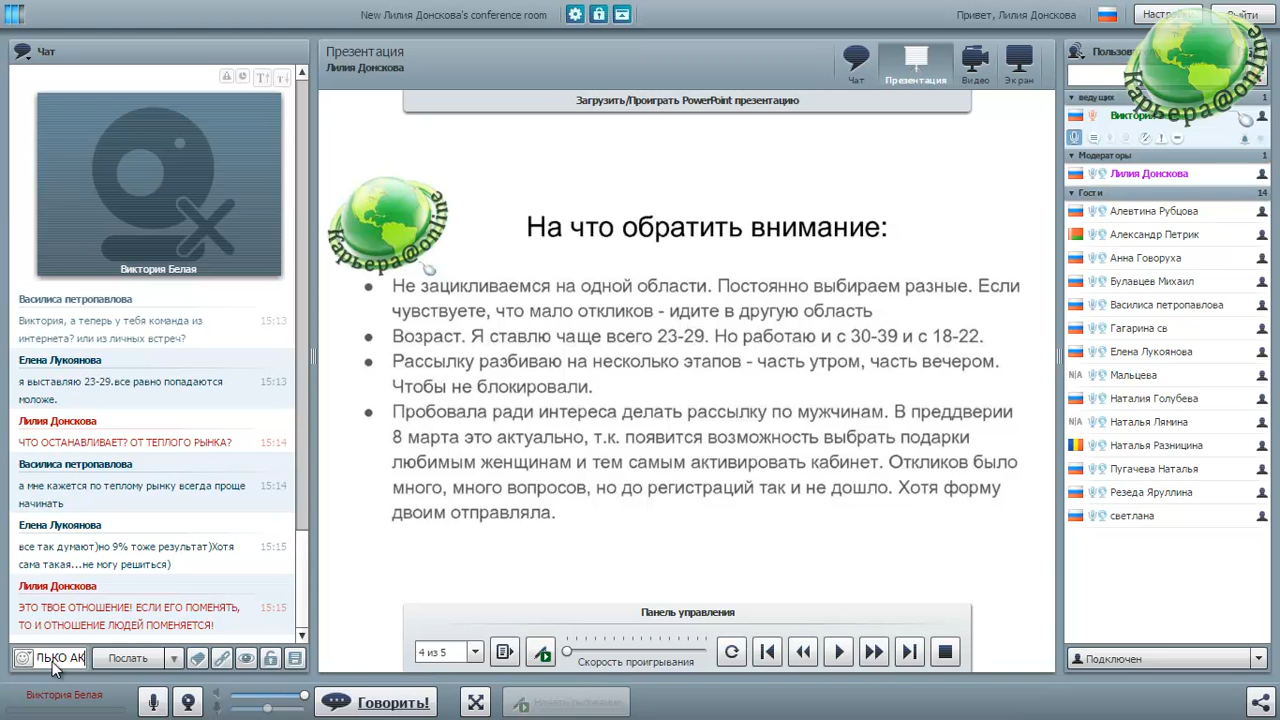 New Лилия Донскова's conference room
Привет, Лилия Донскова
Настройки
Выйти
Чат
Виктория Белая
Василиса петропавлова
Виктория, а теперь у тебя команда из 15:13
интернета? или из личных встреч?
Елена Лукоянова
я выставляю 23-29.все равно попадаются 15:13
моложе.
Лилия Донскова
ЧТО ОСТАНАВЛИВАЕТ? ОТ ТЕПЛОГО РЫНКА? 15:14
Василиса петропавлова
а мне кажется по теплому рынку всегда проще 15:14
начинать
Елена Лукоянова
все так думают)но 9% тоже результат)Хотя 15:15
сама такая...не могу решиться)
Лилия Донскова
ЭТО ТВОЕ ОТНОШЕНИЕ! ЕСЛИ ЕГО ПОМЕНЯТЬ, 15:15
ТО И ОТНОШЕНИЕ ЛЮДЕЙ ПОМЕНЯЕТСЯ!
ЛЬКО АК
Послать
Виктория Белая
Говорить!
Презентация
Лилия Донскова
Чат
Презентация
Видео
Экран
Загрузить/Проиграть PowerPoint презентацию
Карьера@online
На что обратить внимание:
● Не зацикливаемся на одной области. Постоянно выбираем разные. Если
чувствуете, что мало откликов - идите в другую область
● Возраст. Я ставлю чаще всего 23-29. Но работаю и с 30-39 и с 18-22.
● Рассылку разбиваю на несколько этапов - часть утром, часть вечером.
Чтобы не блокировали.
● Пробовала ради интереса делать рассылку по мужчинам. В преддверии
8 марта это актуально, т.к. появится возможность выбрать подарки
любимым женщинам и тем самым активировать кабинет. Откликов было
много, много вопросов, но до регистраций так и не дошло. Хотя форму
двоим отправляла.
Панель управления
4 из 5
Скорость проигрывания
Карьера@online
ведущих 1
Модераторы 1
Лилия Донскова
Гости 14
Алевтина Рубцова
Александр Петрик
Анна Говоруха
Булавцев Михаил
Василиса петропавлова
Гагарина св
Елена Лукоянова
N|A Мальцева
Наталия Голубева
N|A Наталья Лямина
Наталья Разницина
Пугачева Наталья
Резеда Яруллина
светлана
Подключен